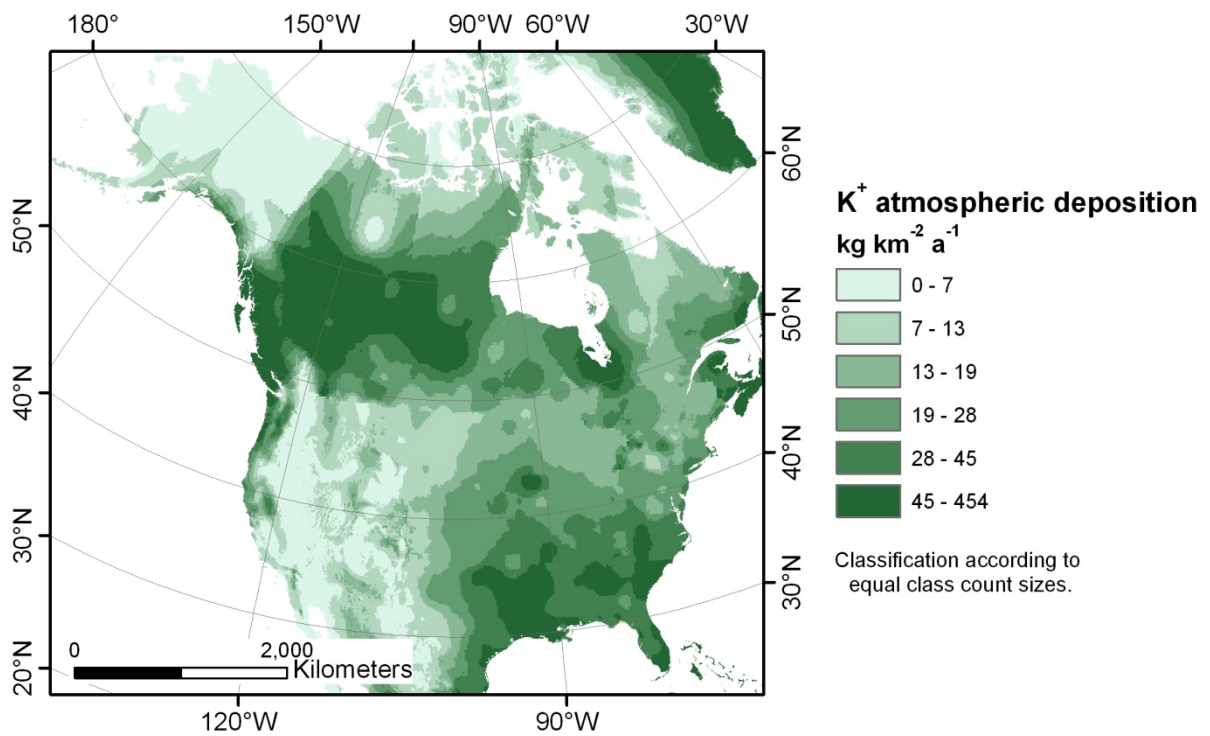 180° 150°W 90°W 60°W 30°W
50°N 40°N 30°N 20°N
60°N 50°N 40°N 30°N
120°W 90°W
0 2,000
Kilometers
K⁺ atmospheric deposition
kg km⁻² a⁻¹
0 - 7
7 - 13
13 - 19
19 - 28
28 - 45
45 - 454
Classification according to
equal class count sizes.